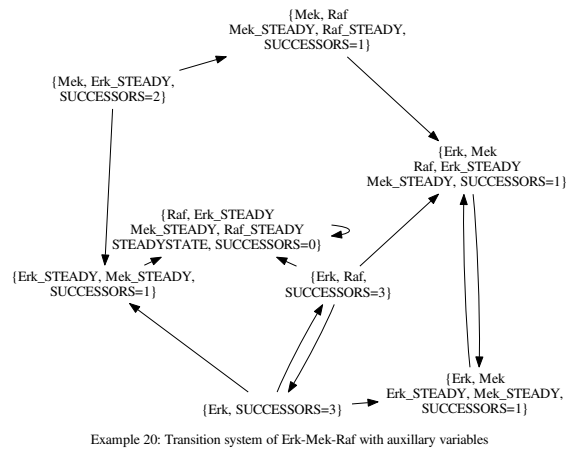 {Mek, Raf
Mek_STEADY, Raf_STEADY,
SUCCESSORS=1}
{Mek, Erk_STEADY,
SUCCESSORS=2}
{Erk, Mek
Raf, Erk_STEADY
Mek_STEADY, SUCCESSORS=1}
{Raf, Erk_STEADY
Mek_STEADY, Raf_STEADY
STEADYSTATE, SUCCESSORS=0}
{Erk_STEADY, Mek_STEADY,
SUCCESSORS=1}
{Erk, Raf,
SUCCESSORS=3}
{Erk, Mek
Erk_STEADY, Mek_STEADY,
SUCCESSORS=1}
{Erk, SUCCESSORS=3}
Example 20: Transition system of Erk-Mek-Raf with auxillary variables